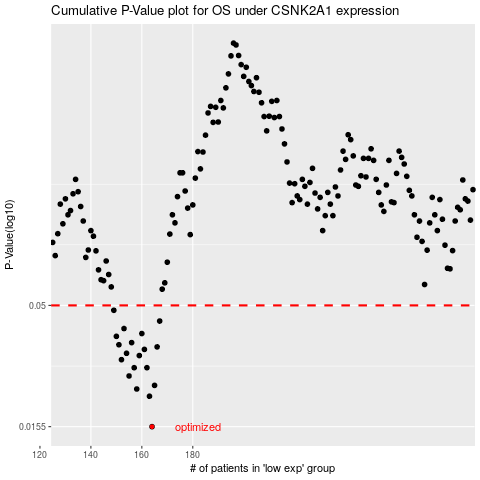 Cumulative P-Value plot for OS under CSNK2A1 expression
P-Value(log10)
0.05
0.0155
optimized
120 140 160 180
# of patients in 'low exp' group